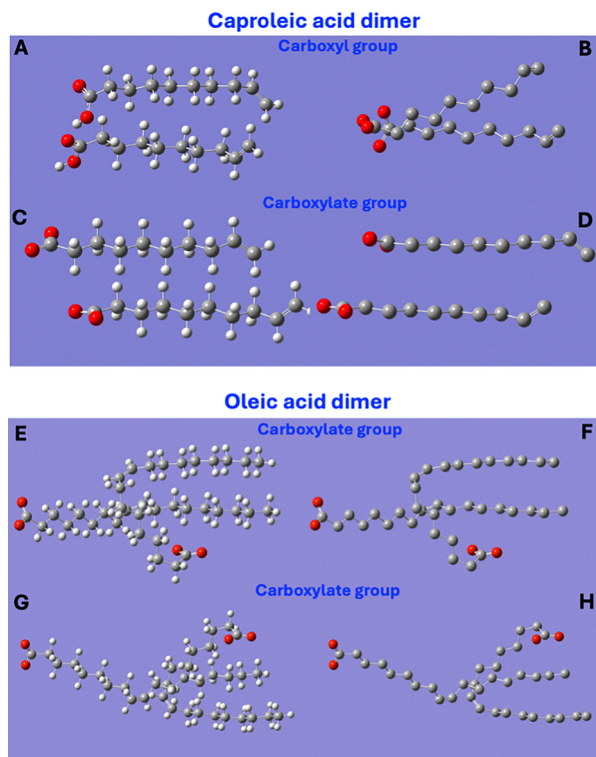 Caproleic acid dimer
A
Carboxyl group
B
C
Carboxylate group
D
Oleic acid dimer
E
Carboxylate group
F
G
Carboxylate group
H